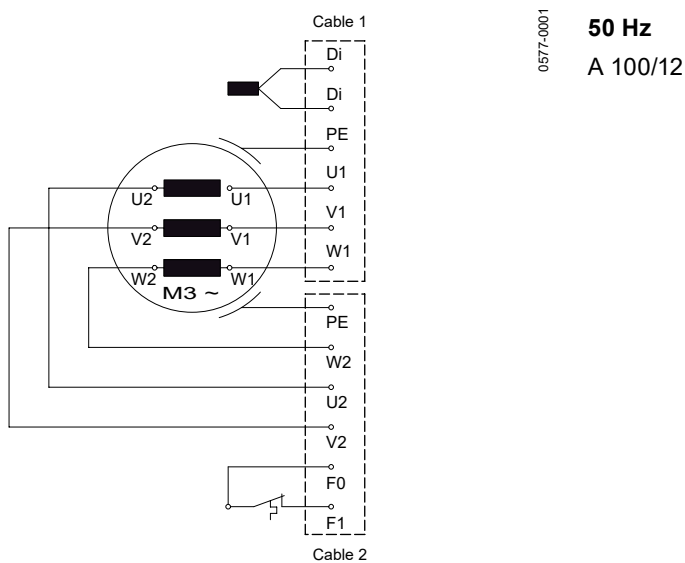 Cable 1
Di
Di
PE
U1
V1
W1
U2 U1
V2 V1
W2 W1
M3 ~
PE
W2
U2
V2
F0
F1
Cable 2
0577-0001
50 Hz
A 100/12